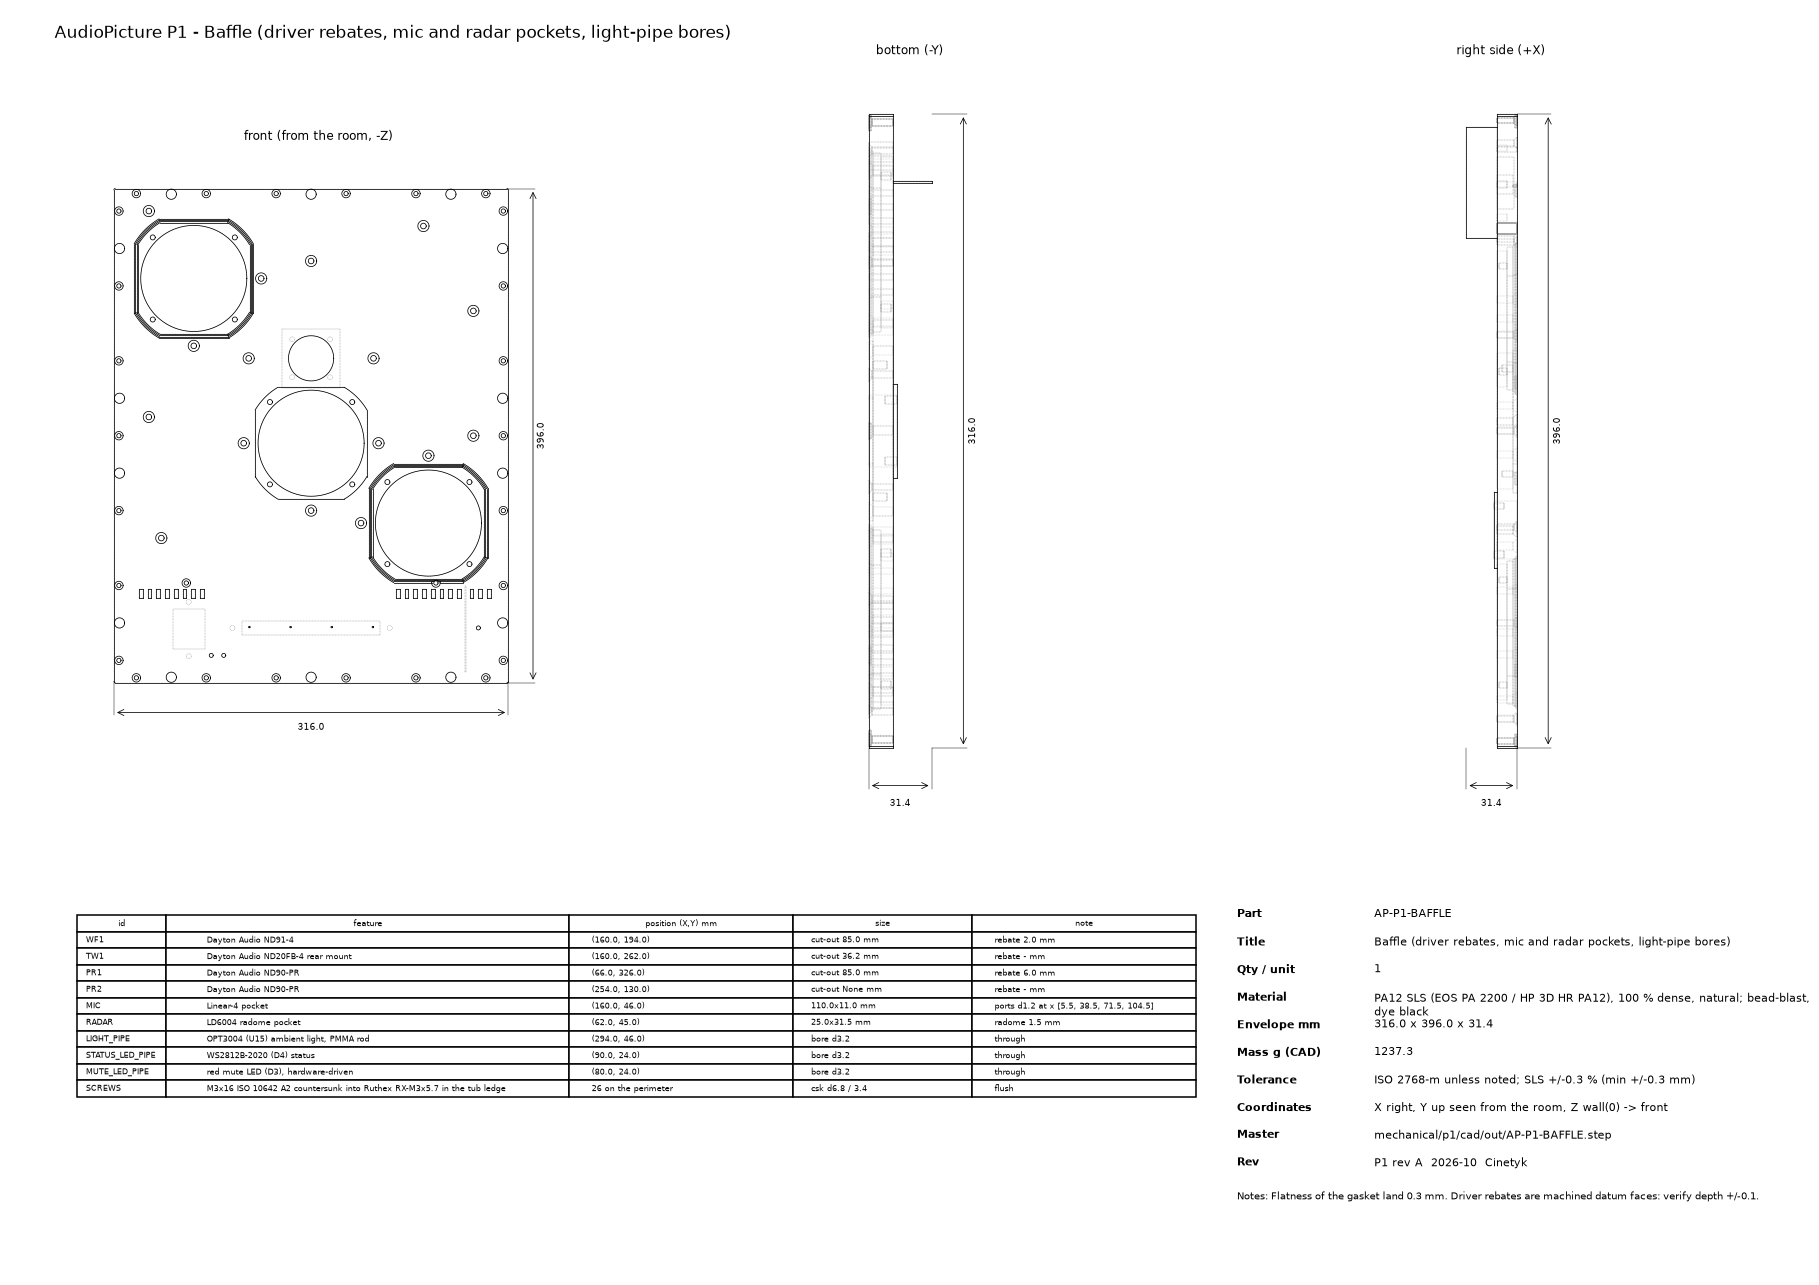 AudioPicture P1 - Baffle (driver rebates, mic and radar pockets, light-pipe bores)
bottom (-Y)
right side (+X)
front (from the room, -Z)
396.0
316.0
316.0
31.4
396.0
31.4
id feature position (X,Y) mm size note
WF1 Dayton Audio ND91-4 (160.0, 194.0) cut-out 85.0 mm rebate 2.0 mm
TW1 Dayton Audio ND20FB-4 rear mount (160.0, 262.0) cut-out 36.2 mm rebate - mm
PR1 Dayton Audio ND90-PR (66.0, 326.0) cut-out 85.0 mm rebate 6.0 mm
PR2 Dayton Audio ND90-PR (254.0, 130.0) cut-out None mm rebate - mm
MIC Linear-4 pocket (160.0, 46.0) 110.0x11.0 mm ports d1.2 at x [5.5, 38.5, 71.5, 104.5]
RADAR LD6004 radome pocket (62.0, 45.0) 25.0x31.5 mm radome 1.5 mm
LIGHT_PIPE OPT3004 (U15) ambient light, PMMA rod (294.0, 46.0) bore d3.2 through
STATUS_LED_PIPE WS2812B-2020 (D4) status (90.0, 24.0) bore d3.2 through
MUTE_LED_PIPE red mute LED (D3), hardware-driven (80.0, 24.0) bore d3.2 through
SCREWS M3x16 ISO 10642 A2 countersunk into Ruthex RX-M3x5.7 in the tub ledge 26 on the perimeter csk d6.8 / 3.4 flush
Part AP-P1-BAFFLE
Title Baffle (driver rebates, mic and radar pockets, light-pipe bores)
Qty / unit 1
Material PA12 SLS (EOS PA 2200 / HP 3D HR PA12), 100 % dense, natural; bead-blast,
dye black
Envelope mm 316.0 x 396.0 x 31.4
Mass g (CAD) 1237.3
Tolerance ISO 2768-m unless noted; SLS +/-0.3 % (min +/-0.3 mm)
Coordinates X right, Y up seen from the room, Z wall(0) -> front
Master mechanical/p1/cad/out/AP-P1-BAFFLE.step
Rev P1 rev A 2026-10 Cinetyk
Notes: Flatness of the gasket land 0.3 mm. Driver rebates are machined datum faces: verify depth +/-0.1.